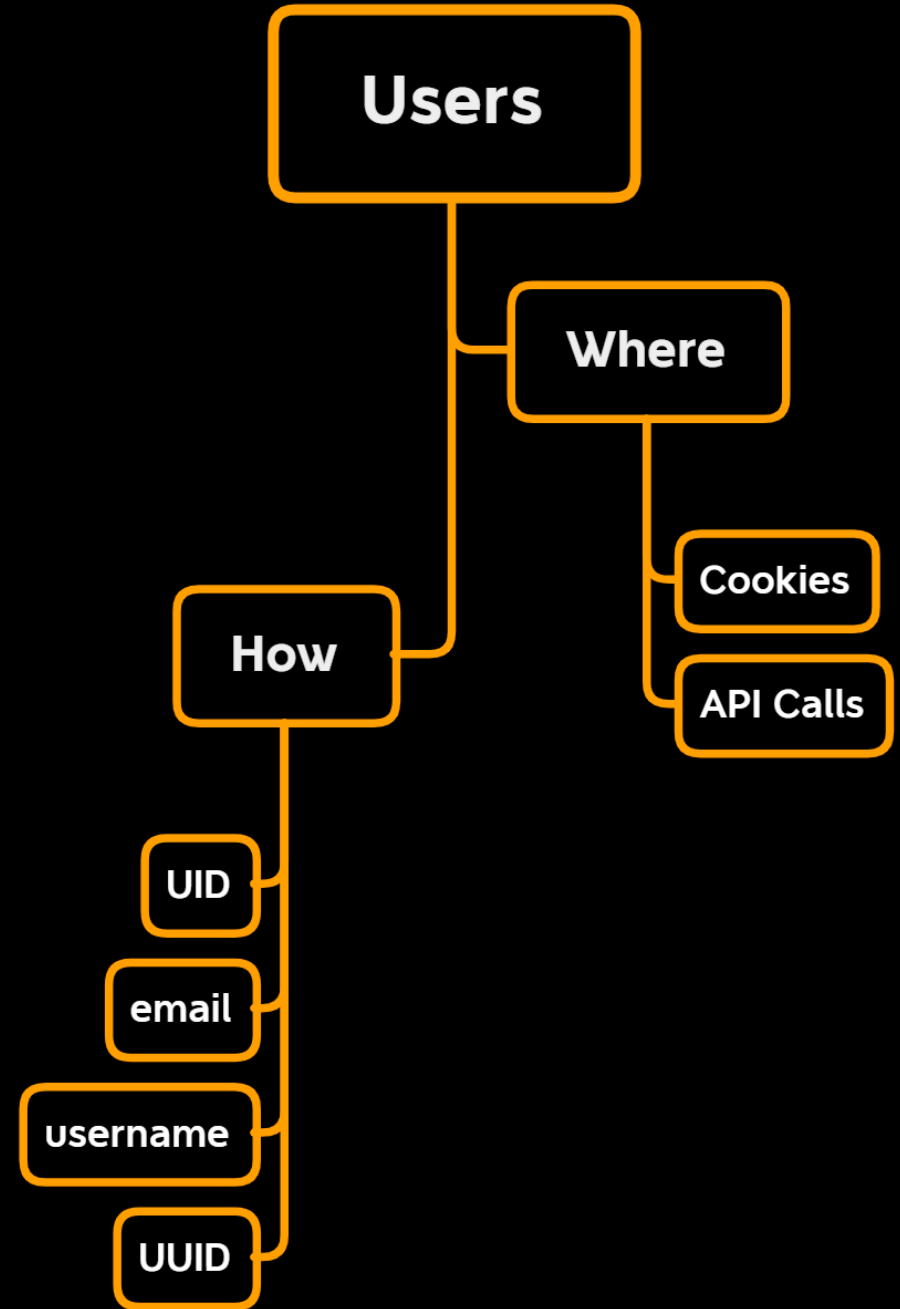 Users
Where
Cookies
API Calls
How
UID
email
username
UUID